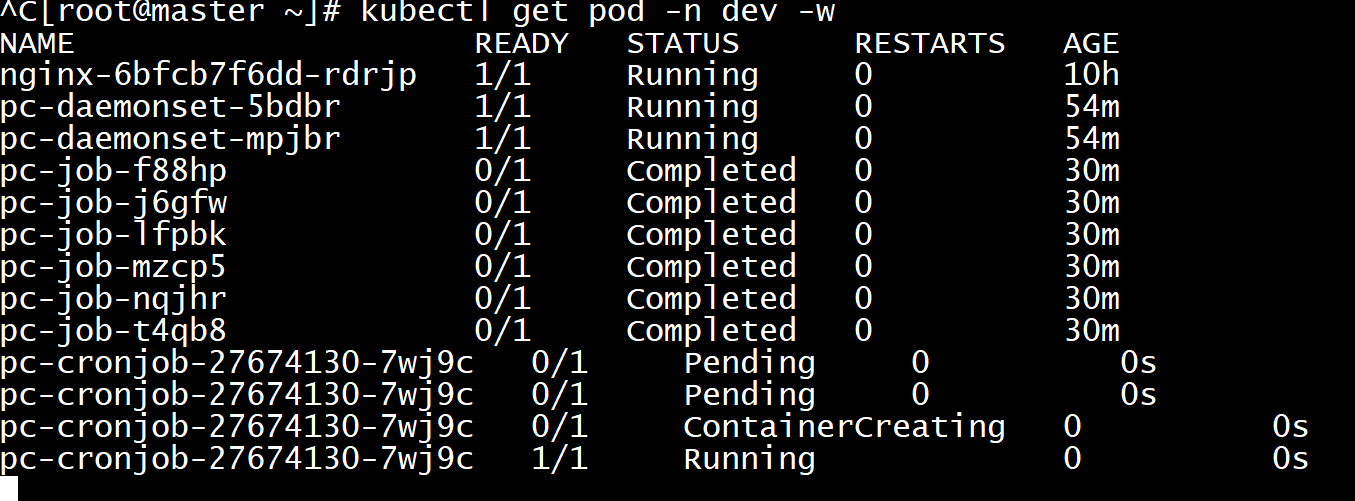 ^C[root@master ~]# kubectl get pod -n dev -w
NAME READY STATUS RESTARTS AGE
nginx-6bfcb7f6dd-rdrjp 1/1 Running 0 10h
pc-daemonset-5bdbr 1/1 Running 0 54m
pc-daemonset-mpjbr 1/1 Running 0 54m
pc-job-f88hp 0/1 Completed 0 30m
pc-job-j6gfw 0/1 Completed 0 30m
pc-job-lfpbk 0/1 Completed 0 30m
pc-job-mzcp5 0/1 Completed 0 30m
pc-job-nqjhr 0/1 Completed 0 30m
pc-job-t4qb8 0/1 Completed 0 30m
pc-cronjob-27674130-7wj9c 0/1 Pending 0 0s
pc-cronjob-27674130-7wj9c 0/1 Pending 0 0s
pc-cronjob-27674130-7wj9c 0/1 ContainerCreating 0 0s
pc-cronjob-27674130-7wj9c 1/1 Running 0 0s